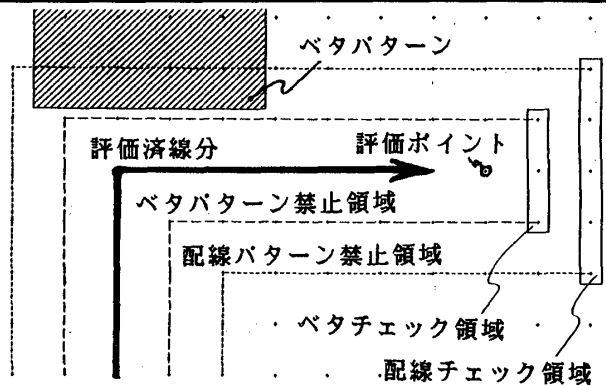 ベタパターン
評価済線分
評価ポイント
ベタパターン禁止領域
配線パターン禁止領域
ベタチェック領域
配線チェック領域